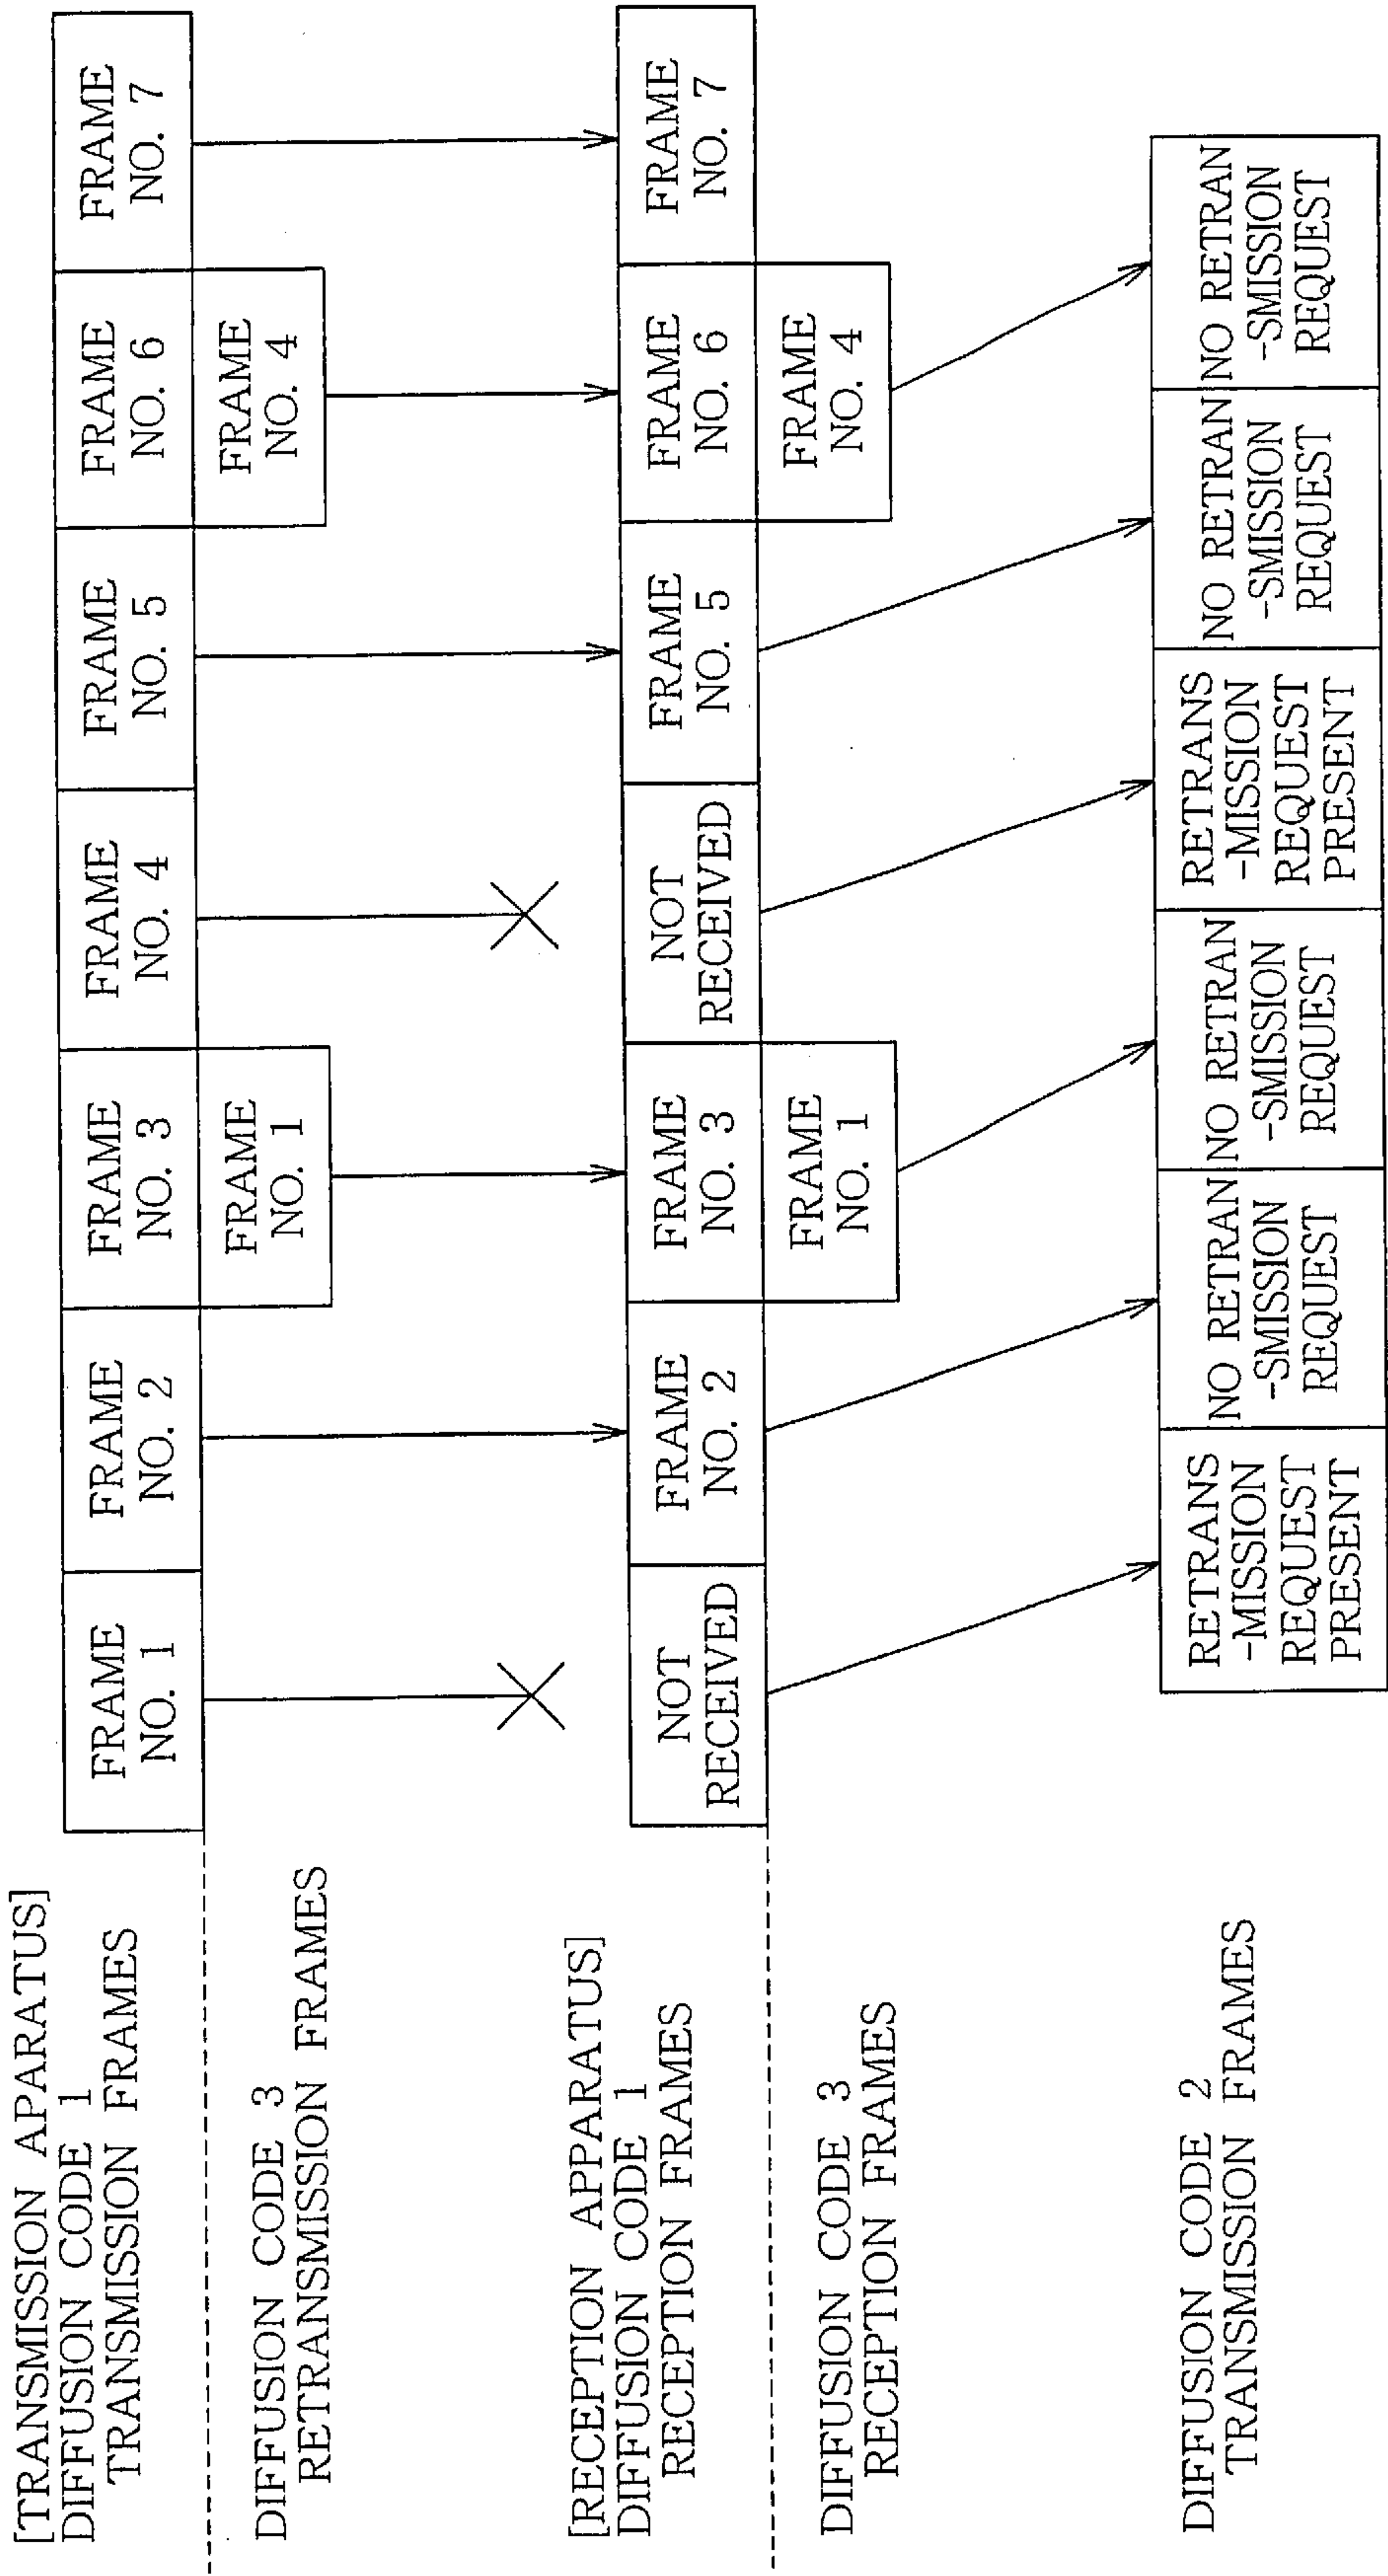 [TRANSMISSION APARATUS]
DIFFUSION CODE 1
TRANSMISSION FRAMES
FRAME
NO. 1
FRAME
NO. 2
FRAME
NO. 3
FRAME
NO. 4
FRAME
NO. 5
FRAME
NO. 6
FRAME
NO. 7
DIFFUSION CODE 3
RETRANSMISSION FRAMES
FRAME
NO. 1
FRAME
NO. 4
[RECEPTION APPARATUS]
DIFFUSION CODE 1
RECEPTION FRAMES
NOT
RECEIVED
FRAME
NO. 2
FRAME
NO. 3
NOT
RECEIVED
FRAME
NO. 5
FRAME
NO. 6
FRAME
NO. 7
DIFFUSION CODE 3
RECEPTION FRAMES
FRAME
NO. 1
FRAME
NO. 4
DIFFUSION CODE 2
TRANSMISSION FRAMES
RETRANS
-MISSION
REQUEST
PRESENT
NO RETRAN
-SMISSION
REQUEST
NO RETRAN
-SMISSION
REQUEST
RETRANS
-MISSION
REQUEST
PRESENT
NO RETRAN
-SMISSION
REQUEST
NO RETRAN
-SMISSION
REQUEST